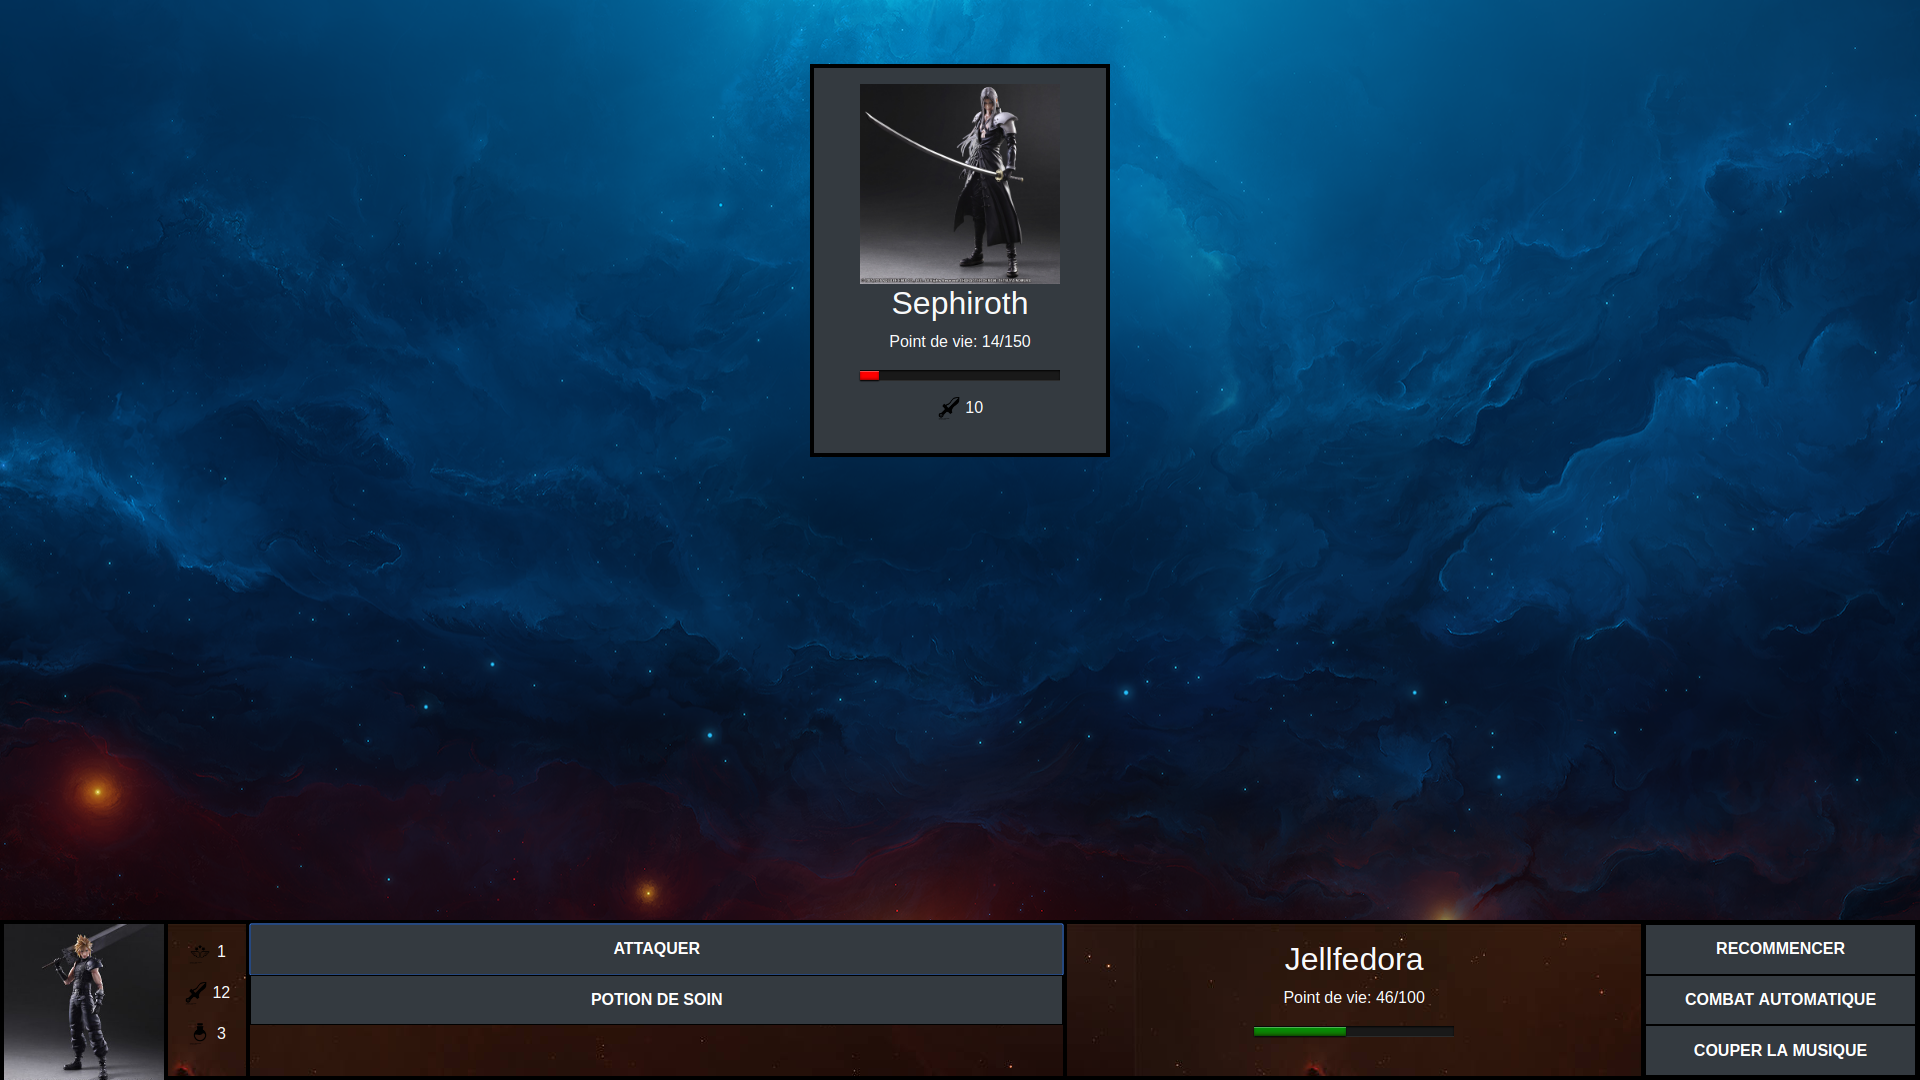 Sephiroth
Point de vie: 14/150
10
1
12
3
ATTAQUER
POTION DE SOIN
Jellfedora
Point de vie: 46/100
RECOMMENCER
COMBAT AUTOMATIQUE
COUPER LA MUSIQUE